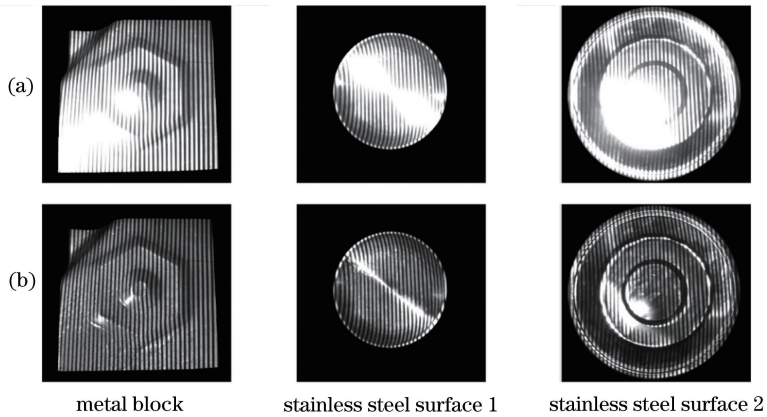 (a)
(b)
metal block
stainless steel surface 1
stainless steel surface 2